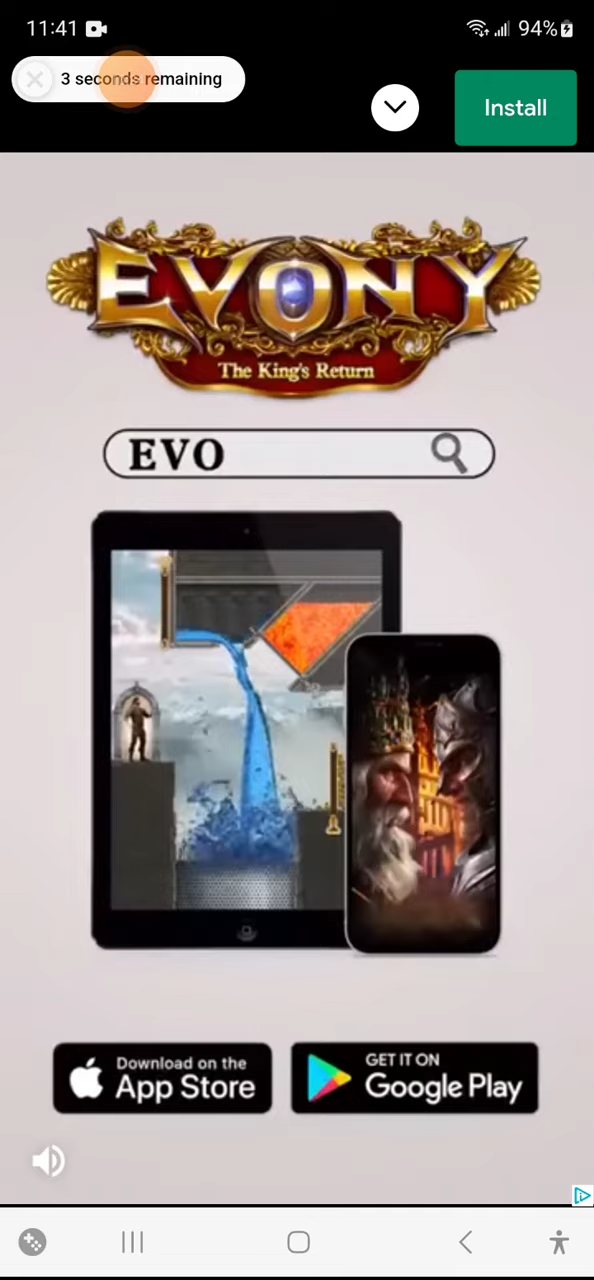 11:41
94%
3 seconds remaining
Install
EVONY
The King's Return
EVO
Download on the
App Store
GET IT ON
Google Play